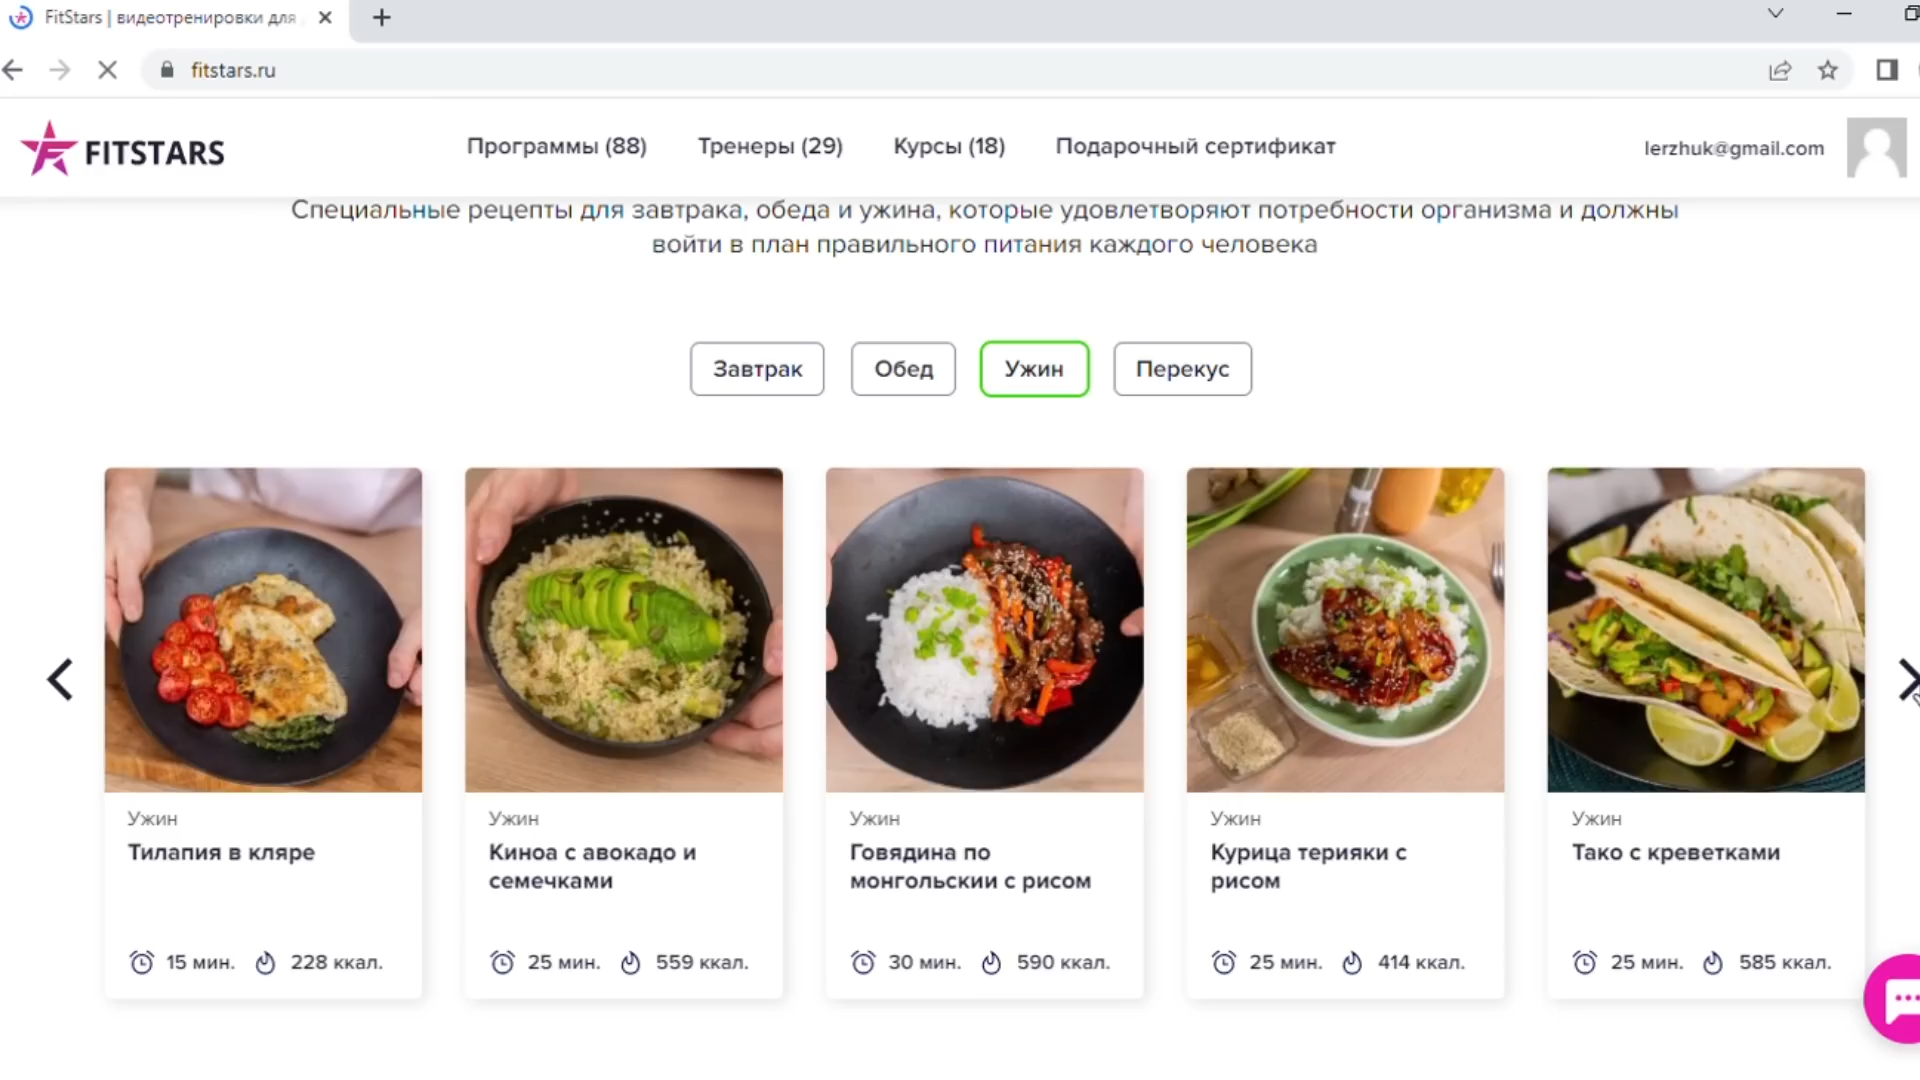 FitStars | видеотренировки для
fitstars.ru
FITSTARS
Программы (88)
Тренеры (29)
Курсы (18)
Подарочный сертификат
lerzhuk@gmail.com
Специальные рецепты для завтрака, обеда и ужина, которые удовлетворяют потребности организма и должны
войти в план правильного питания каждого человека
Завтрак
Обед
Ужин
Перекус
Ужин
Тилапия в кляре
15 мин.
228 ккал.
Ужин
Киноа с авокадо и
семечками
25 мин.
559 ккал.
Ужин
Говядина по
монгольскии с рисом
30 мин.
590 ккал.
Ужин
Курица терияки с
рисом
25 мин.
414 ккал.
Ужин
Тако с креветками
25 мин.
585 ккал.